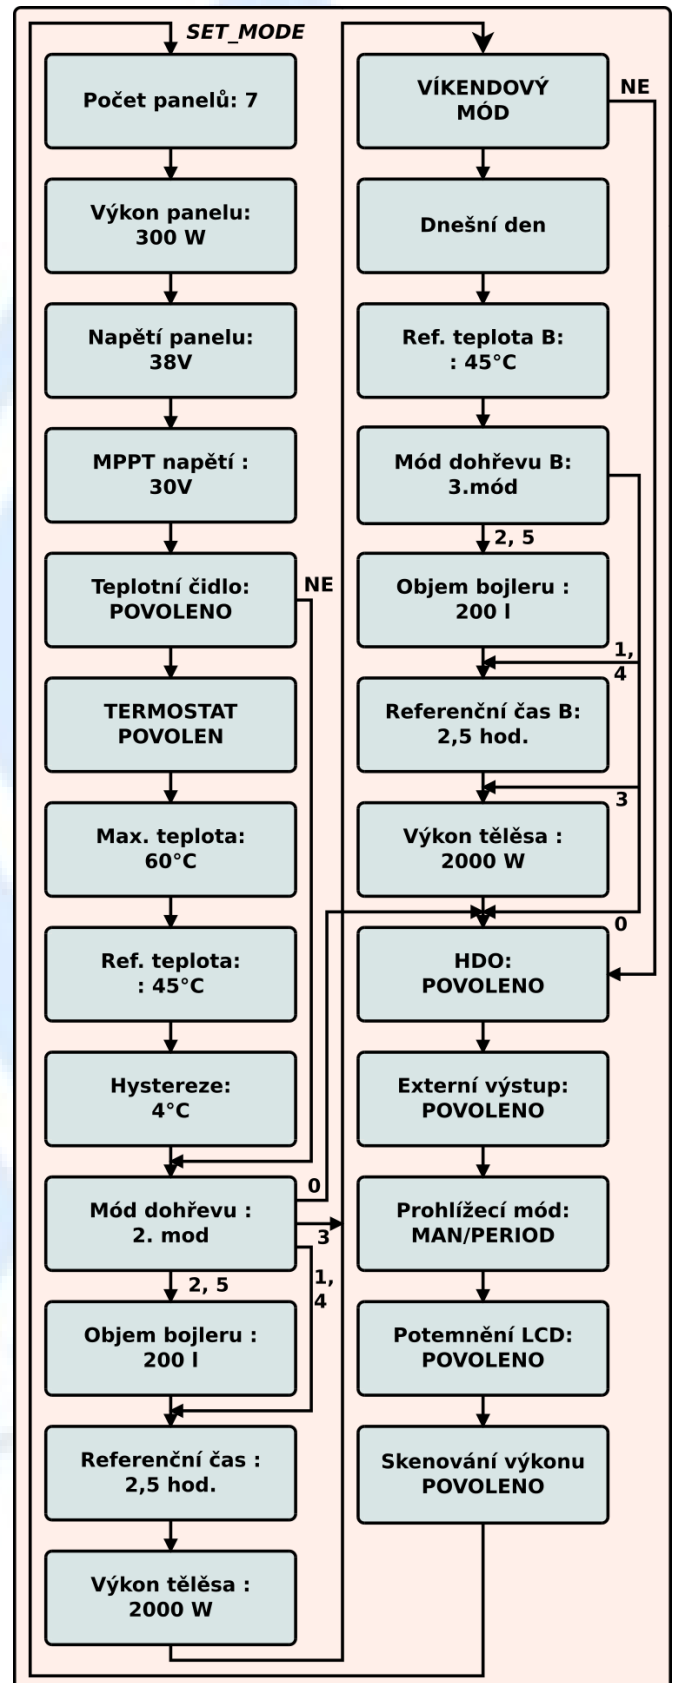 SET_MODE
Počet panelů: 7
Výkon panelu:
300 W
Napětí panelu:
38V
MPPT napětí :
30V
Teplotní čidlo:
POVOLENO
NE
TERMOSTAT
POVOLEN
Max. teplota:
60°C
Ref. teplota:
: 45°C
Hystereze:
4°C
Mód dohřevu :
2. mod
0
3
1,
4
2, 5
Objem bojleru :
200 l
Referenční čas :
2,5 hod.
Výkon tělěsa :
2000 W
VÍKENDOVÝ
MÓD
NE
Dnešní den
Ref. teplota B:
: 45°C
Mód dohřevu B:
3.mód
2, 5
Objem bojleru :
200 l
1,
4
Referenční čas B:
2,5 hod.
3
Výkon tělěsa :
2000 W
0
HDO:
POVOLENO
Externí výstup:
POVOLENO
Prohlížecí mód:
MAN/PERIOD
Potemnění LCD:
POVOLENO
Skenování výkonu
POVOLENO